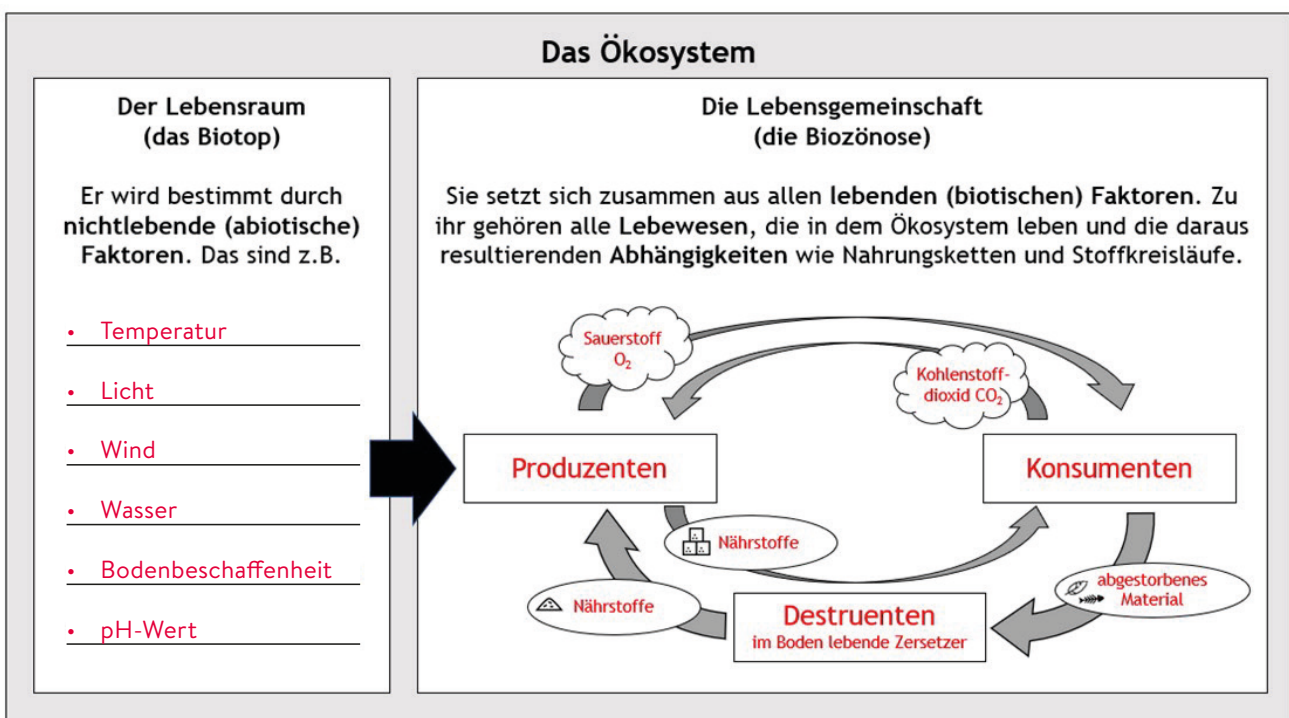 Das Ökosystem
Der Lebensraum
(das Biotop)
Er wird bestimmt durch
nichtlebende (abiotische)
Faktoren. Das sind z.B.
• Temperatur
• Licht
• Wind
• Wasser
• Bodenbeschaffenheit
• pH-Wert
Die Lebensgemeinschaft
(die Biozönose)
Sie setzt sich zusammen aus allen lebenden (biotischen) Faktoren. Zu
ihr gehören alle Lebewesen, die in dem Ökosystem leben und die daraus
resultierenden Abhängigkeiten wie Nahrungsketten und Stoffkreisläufe.
Sauerstoff
O₂
Kohlenstoff-
dioxid CO₂
Produzenten
Konsumenten
Nährstoffe
Nährstoffe
abgestorbenes
Material
Destruenten
im Boden lebende Zersetzer